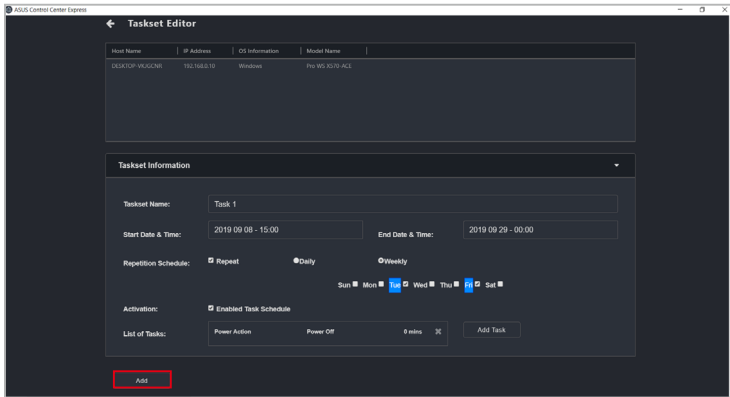 ASUS Control Center Express
Taskset Editor
Host Name IP Address OS Information Model Name
DESKTOP-VIUGCNR 192.168.0.10 Windows Pro WS X570-ACE
Taskset Information
Taskset Name: Task 1
Start Date & Time: 2019 09 08 - 15:00 End Date & Time: 2019 09 29 - 00:00
Repetition Schedule: Repeat Daily Weekly
Sun Mon Tue Wed Thu Fri Sat
Activation: Enabled Task Schedule
List of Tasks: Power Action Power Off 0 mins Add Task
Add